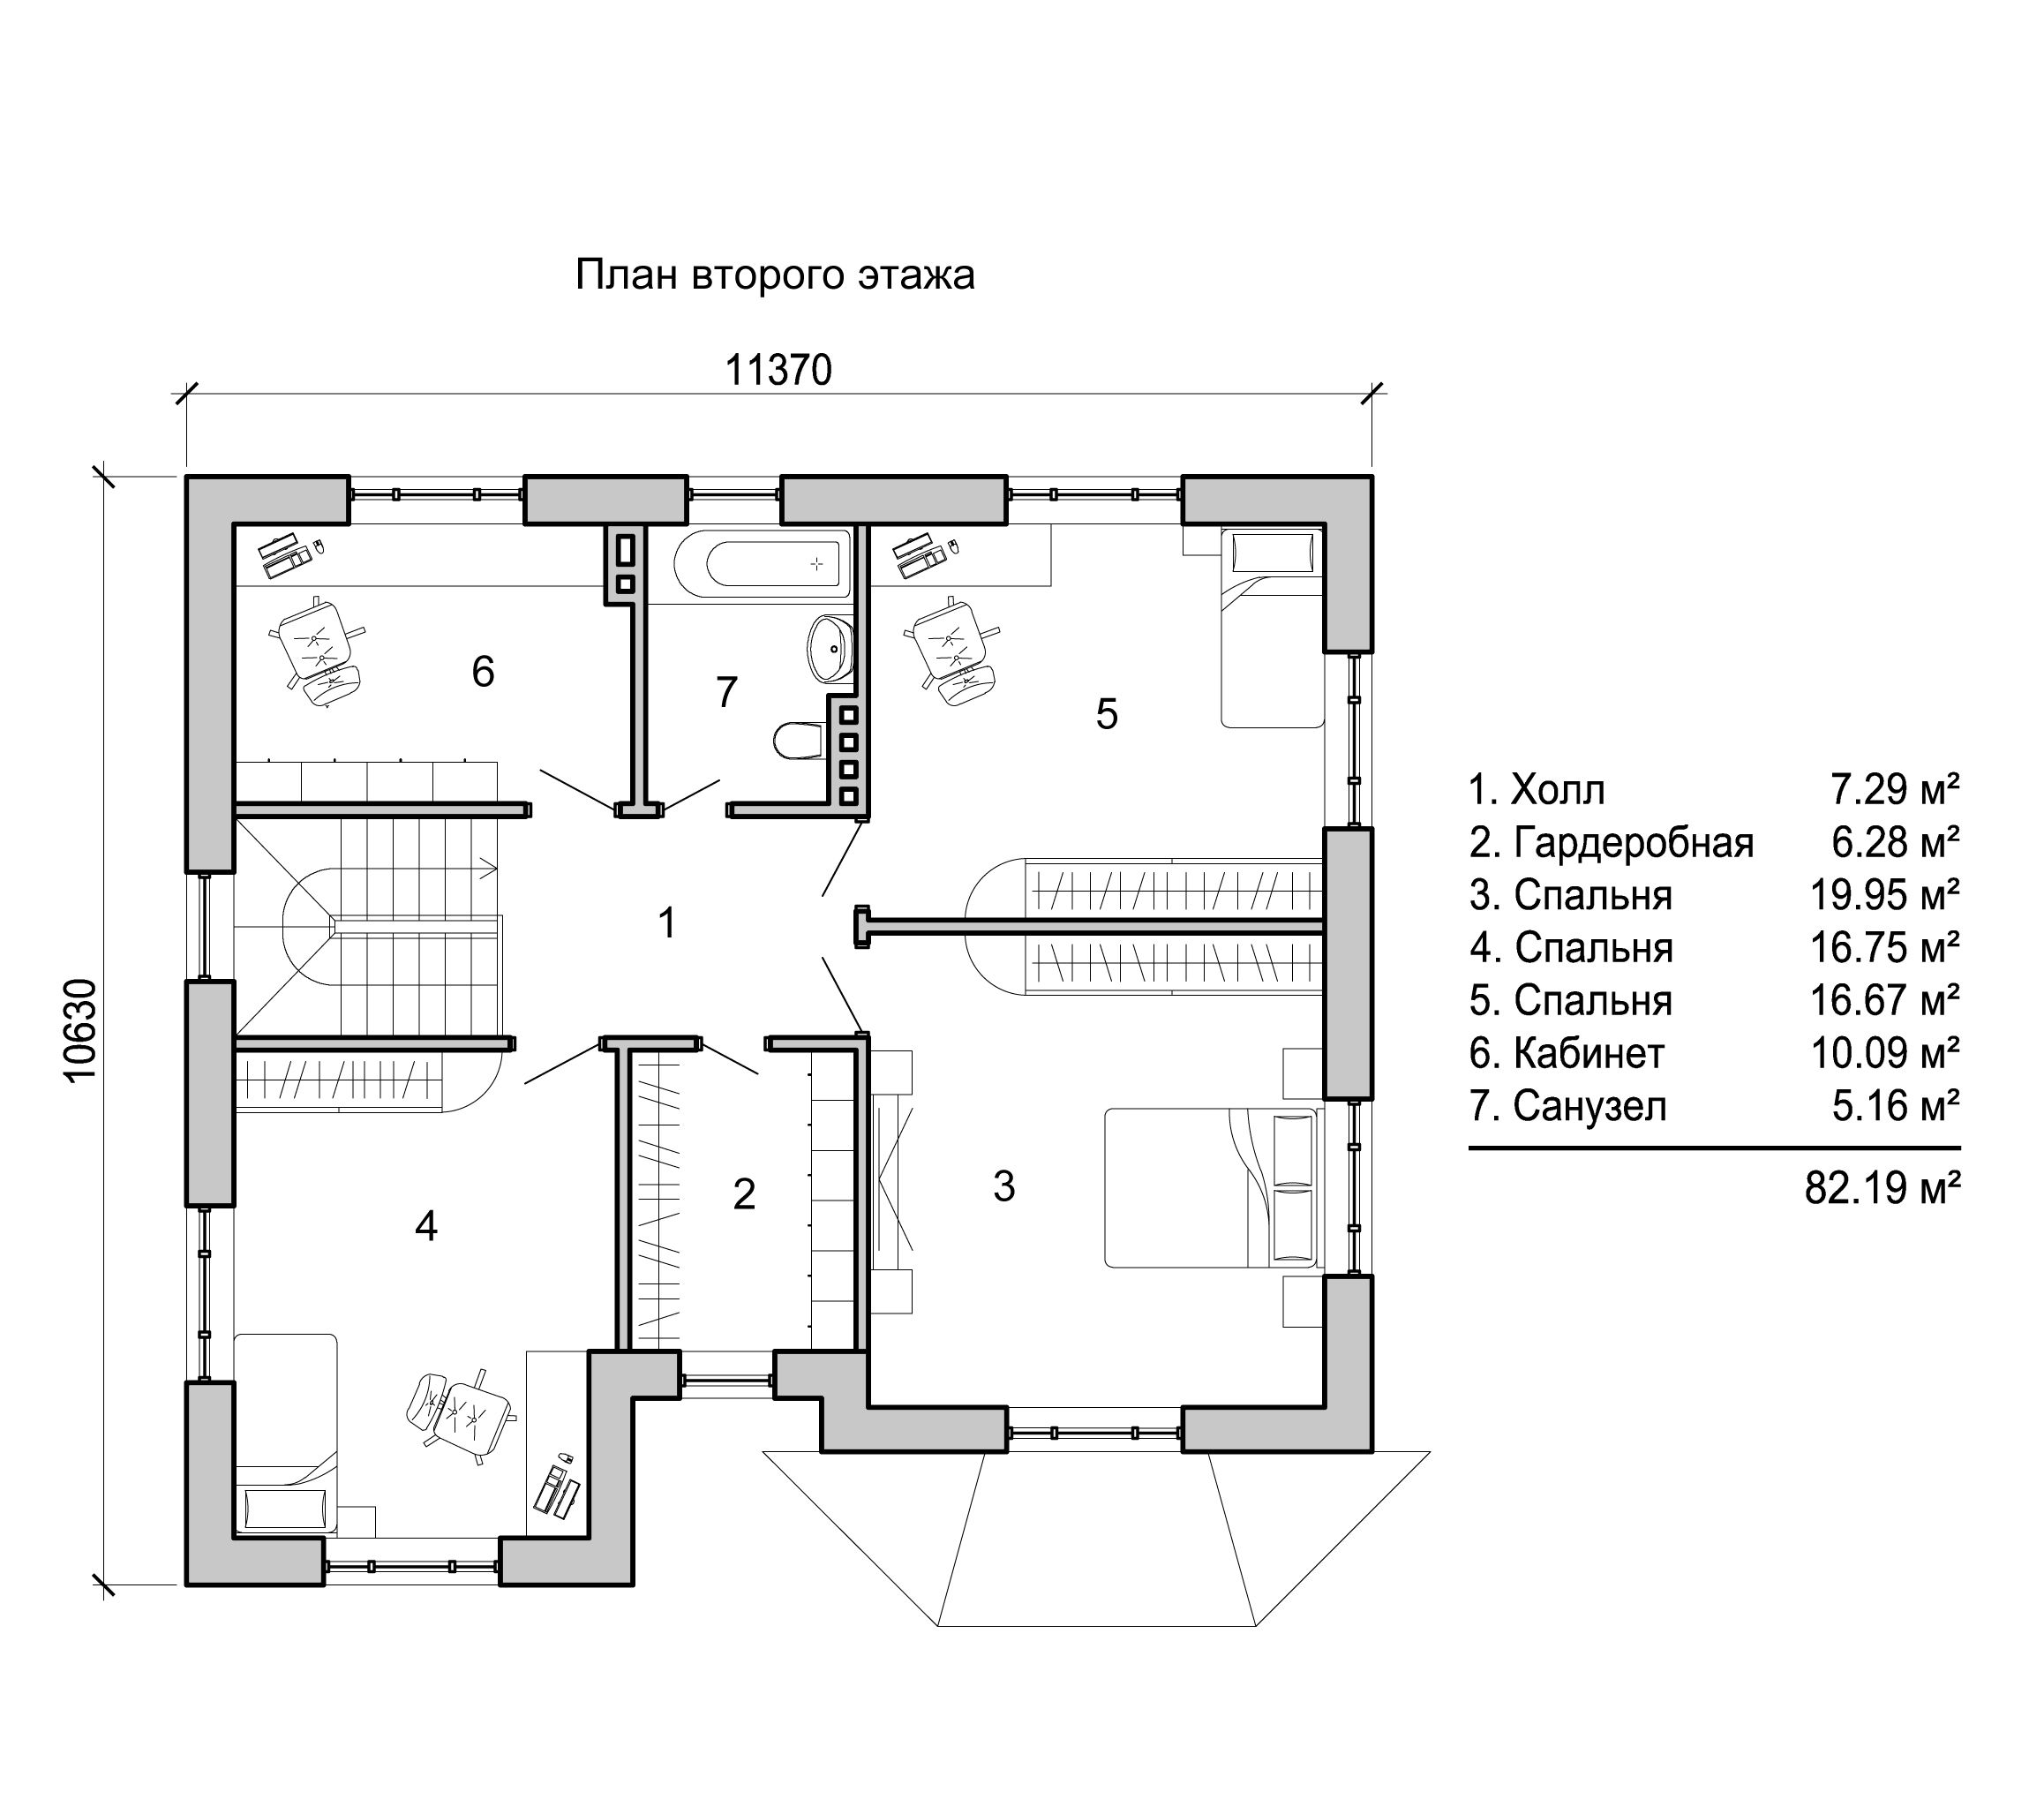 План второго этажа
11370
10630
6
7
5
1
4
2
3
1. Холл 7.29 м²
2. Гардеробная 6.28 м²
3. Спальня 19.95 м²
4. Спальня 16.75 м²
5. Спальня 16.67 м²
6. Кабинет 10.09 м²
7. Санузел 5.16 м²
82.19 м²